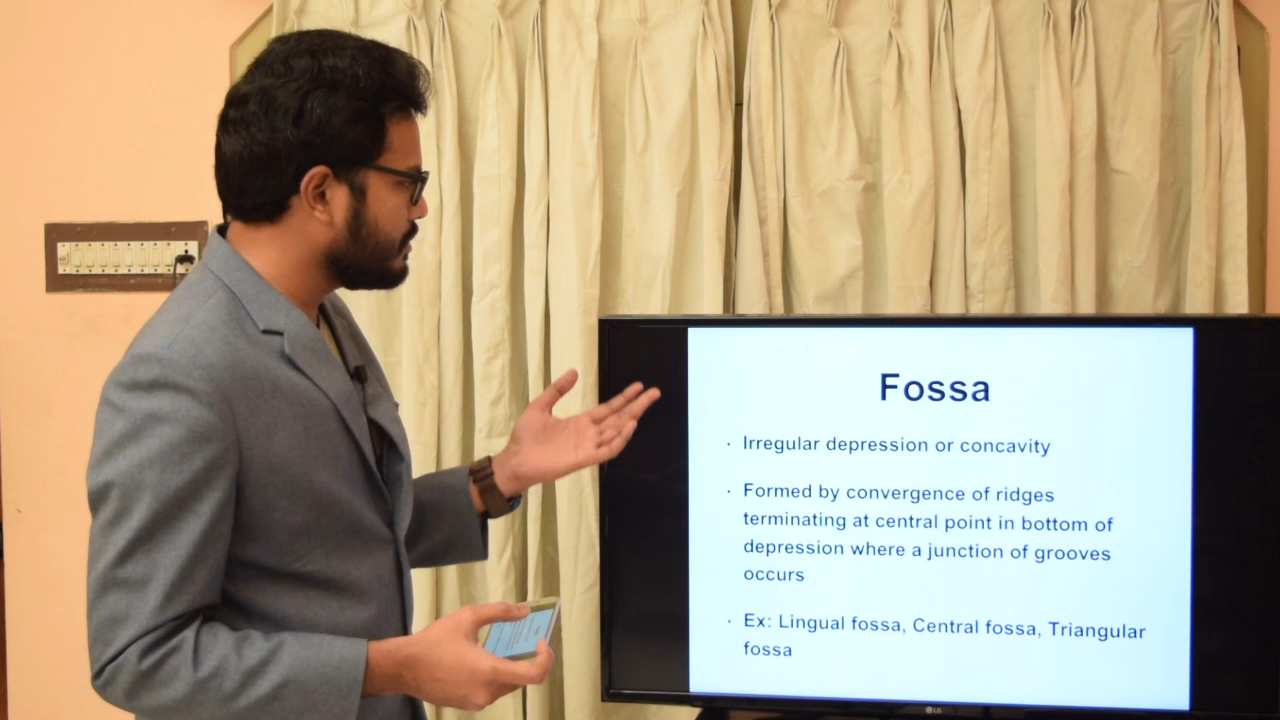 Fossa
· Irregular depression or concavity
· Formed by convergence of ridges
terminating at central point in bottom of
depression where a junction of grooves
occurs
· Ex: Lingual fossa, Central fossa, Triangular
fossa
LG